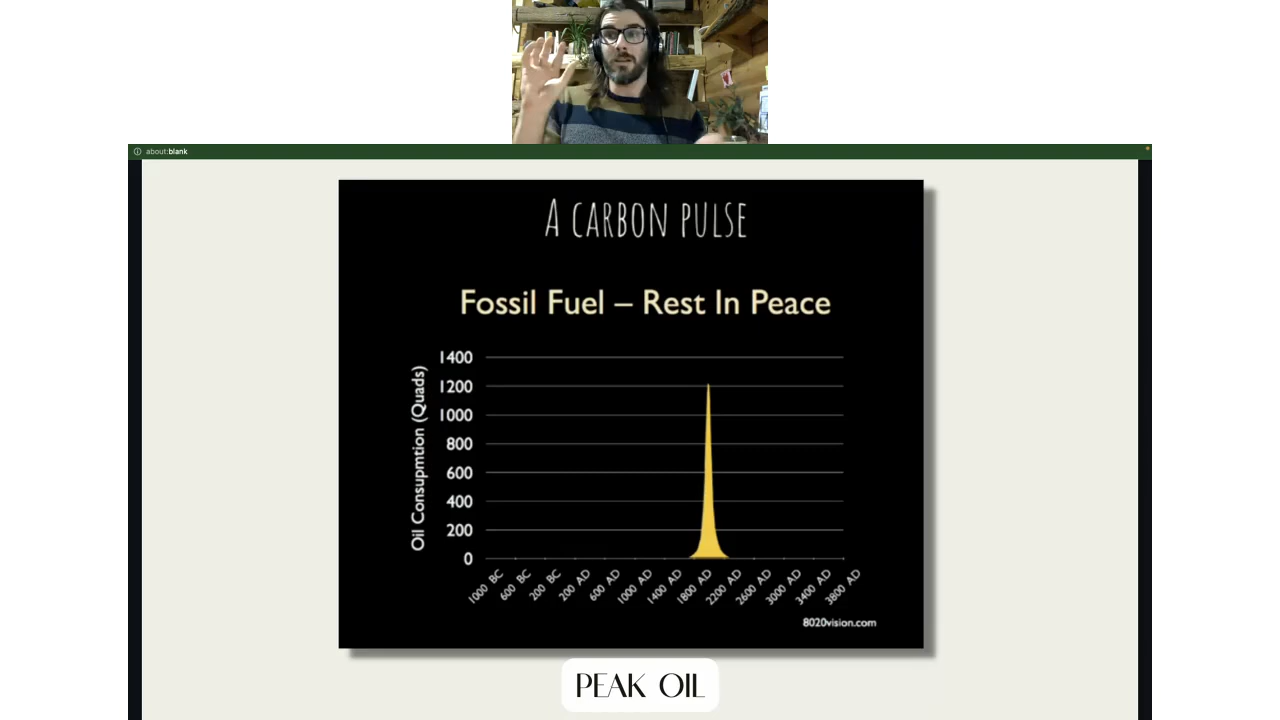 about:blank
A CARBON PULSE
Fossil Fuel – Rest In Peace
Oil Consupmtion (Quads)
1400
1200
1000
800
600
400
200
0
1000 BC
600 BC
200 BC
200 AD
600 AD
1000 AD
1400 AD
1800 AD
2200 AD
2600 AD
3000 AD
3400 AD
3800 AD
8020vision.com
PEAK OIL